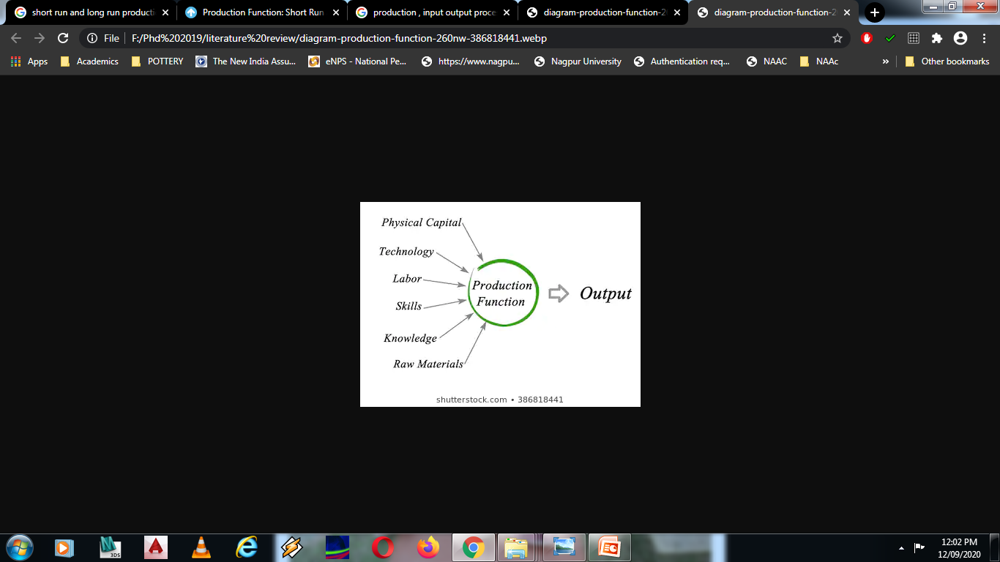 short run and long run producti
Production Function: Short Run
production , input output proce
diagram-production-function-2
diagram-production-function-2
File
F:/Phd%202019/literature%20review/diagram-production-function-260nw-386818441.webp
Apps
Academics
POTTERY
The New India Assu...
eNPS - National Pe...
https://www.nagpu...
Nagpur University
Authentication req...
NAAC
NAAc
»
Other bookmarks
Physical Capital
Technology
Labor
Skills
Knowledge
Raw Materials
Production
Function
Output
shutterstock.com • 386818441
3DS
12:02 PM
12/09/2020